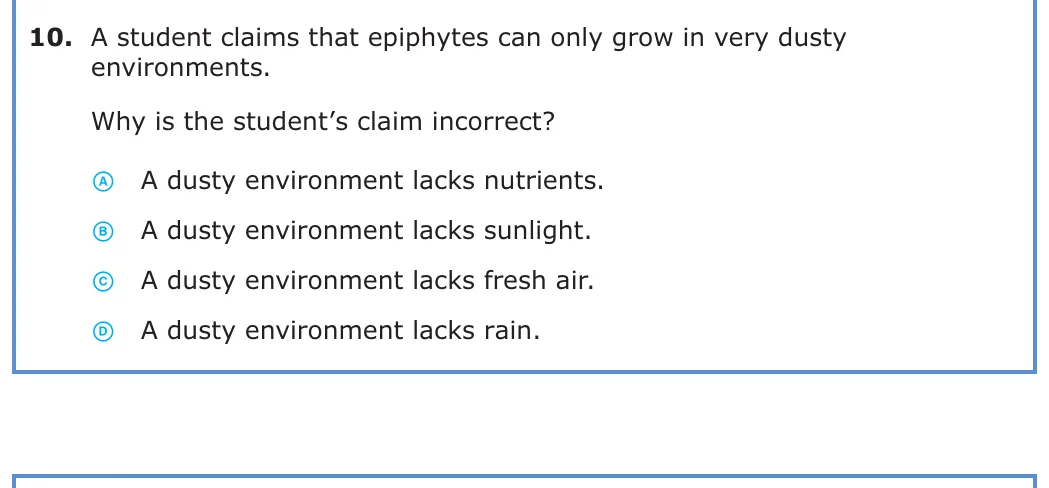 10. A student claims that epiphytes can only grow in very dusty
environments.
Why is the student’s claim incorrect?
A A dusty environment lacks nutrients.
B A dusty environment lacks sunlight.
C A dusty environment lacks fresh air.
D A dusty environment lacks rain.